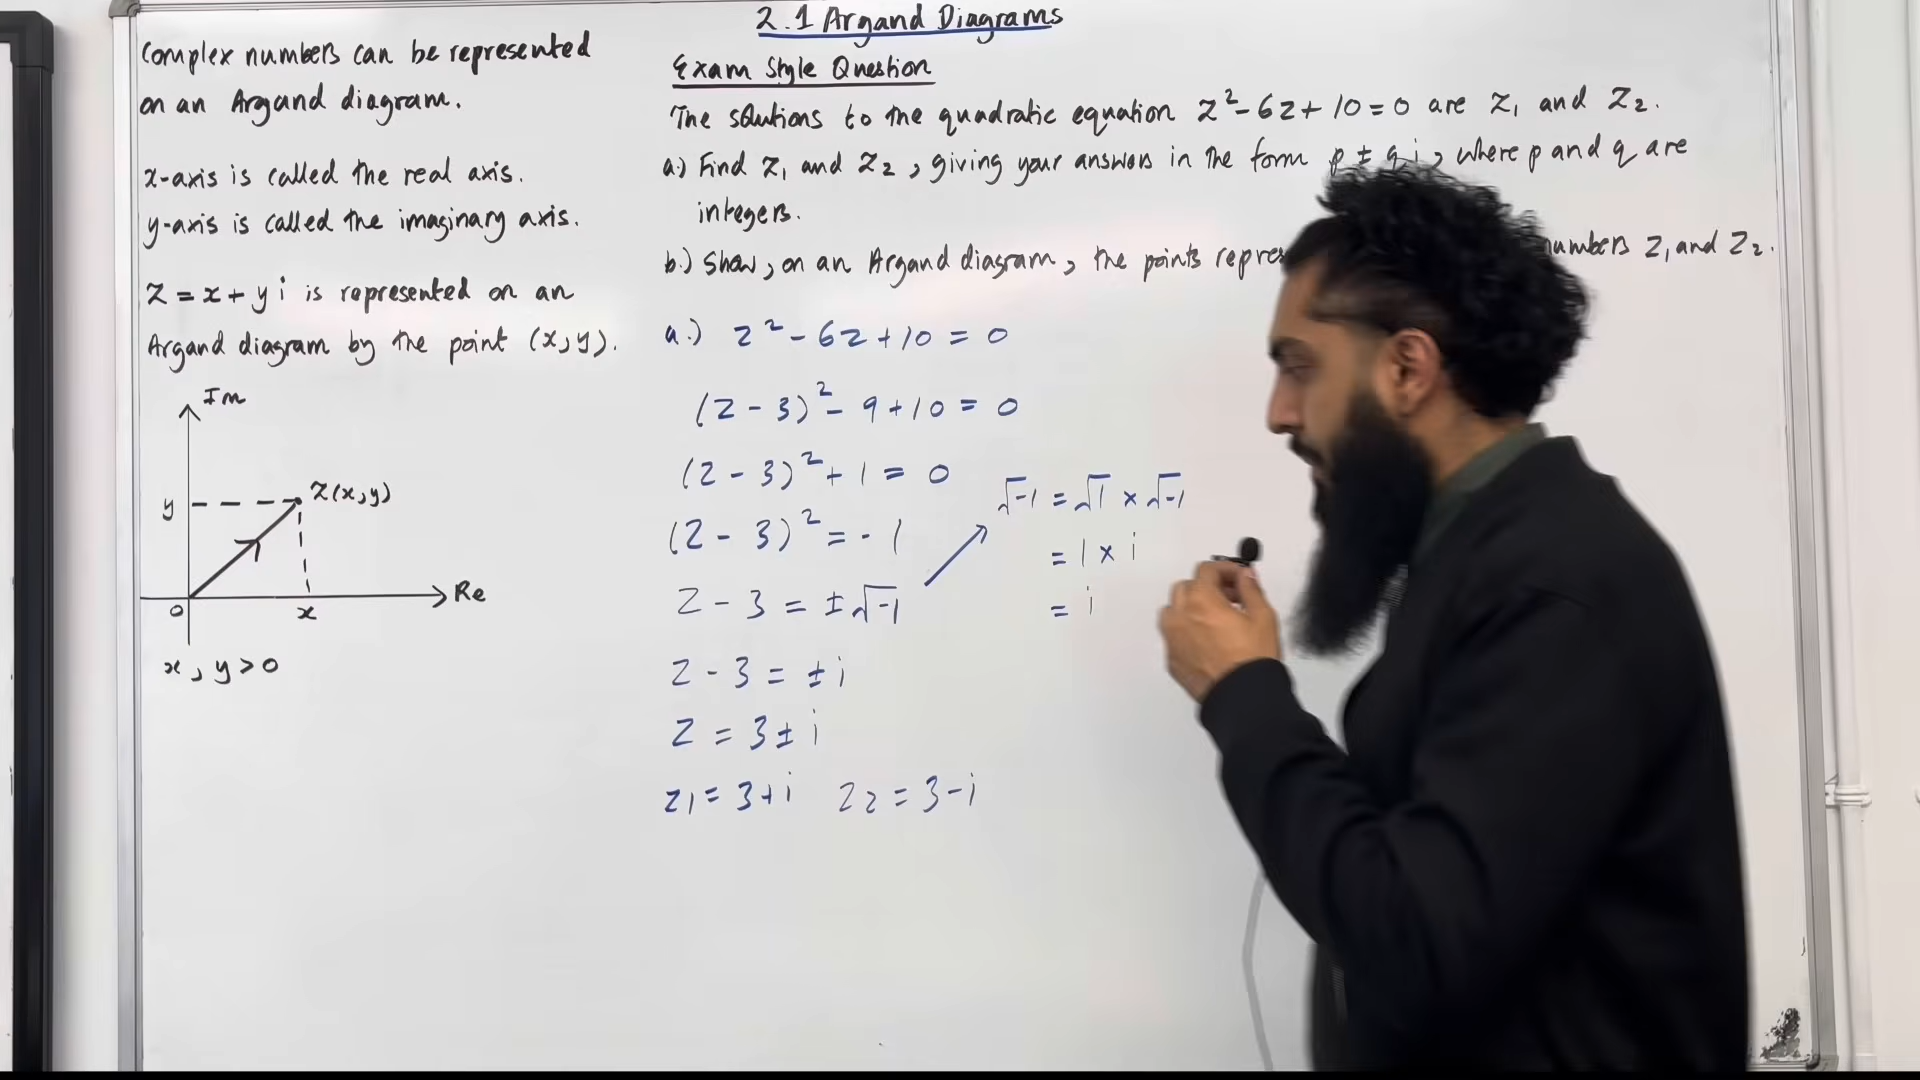 2.1 Argand Diagrams
Complex numbers can be represented
on an Argand diagram.
x-axis is called the real axis.
y-axis is called the imaginary axis.
z = x + yi is represented on an
Argand diagram by the point (x,y).
Im
y
z(x,y)
0
x
Re
x, y > 0
Exam Style Question
The solutions to the quadratic equation z² - 6z + 10 = 0 are z₁ and z₂.
a.) Find z₁ and z₂, giving your answers in the form p ± qi, where p and q are
integers.
b.) Show, on an Argand diagram, the points numbers z₁ and z₂.
a.) z² - 6z + 10 = 0
(z - 3)² - 9 + 10 = 0
(z - 3)² + 1 = 0
(z - 3)² = -1
z - 3 = ±√-1
z - 3 = ±i
z = 3 ± i
z₁ = 3 + i z₂ = 3 - i
√-1 = √1 × √-1
= 1 × i
= i